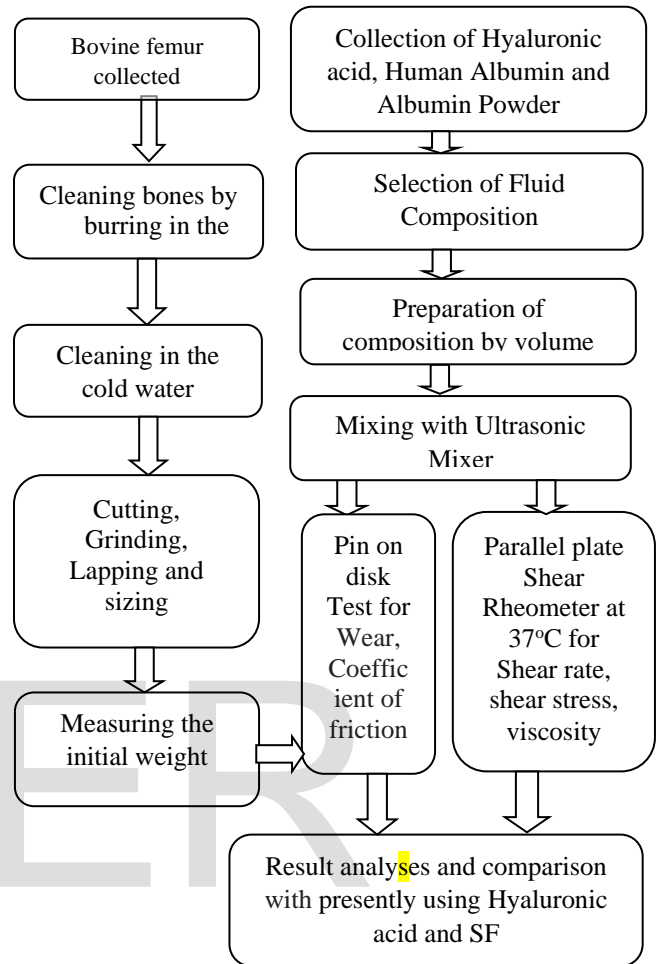 Bovine femur
collected
Cleaning bones by
burring in the
Cleaning in the
cold water
Cutting,
Grinding,
Lapping and
sizing
Measuring the
initial weight
Collection of Hyaluronic
acid, Human Albumin and
Albumin Powder
Selection of Fluid
Composition
Preparation of
composition by volume
Mixing with Ultrasonic
Mixer
Pin on
disk
Test for
Wear,
Coeffic
ient of
friction
Parallel plate
Shear
Rheometer at
37°C for
Shear rate,
shear stress,
viscosity
Result analyses and comparison
with presently using Hyaluronic
acid and SF
ER